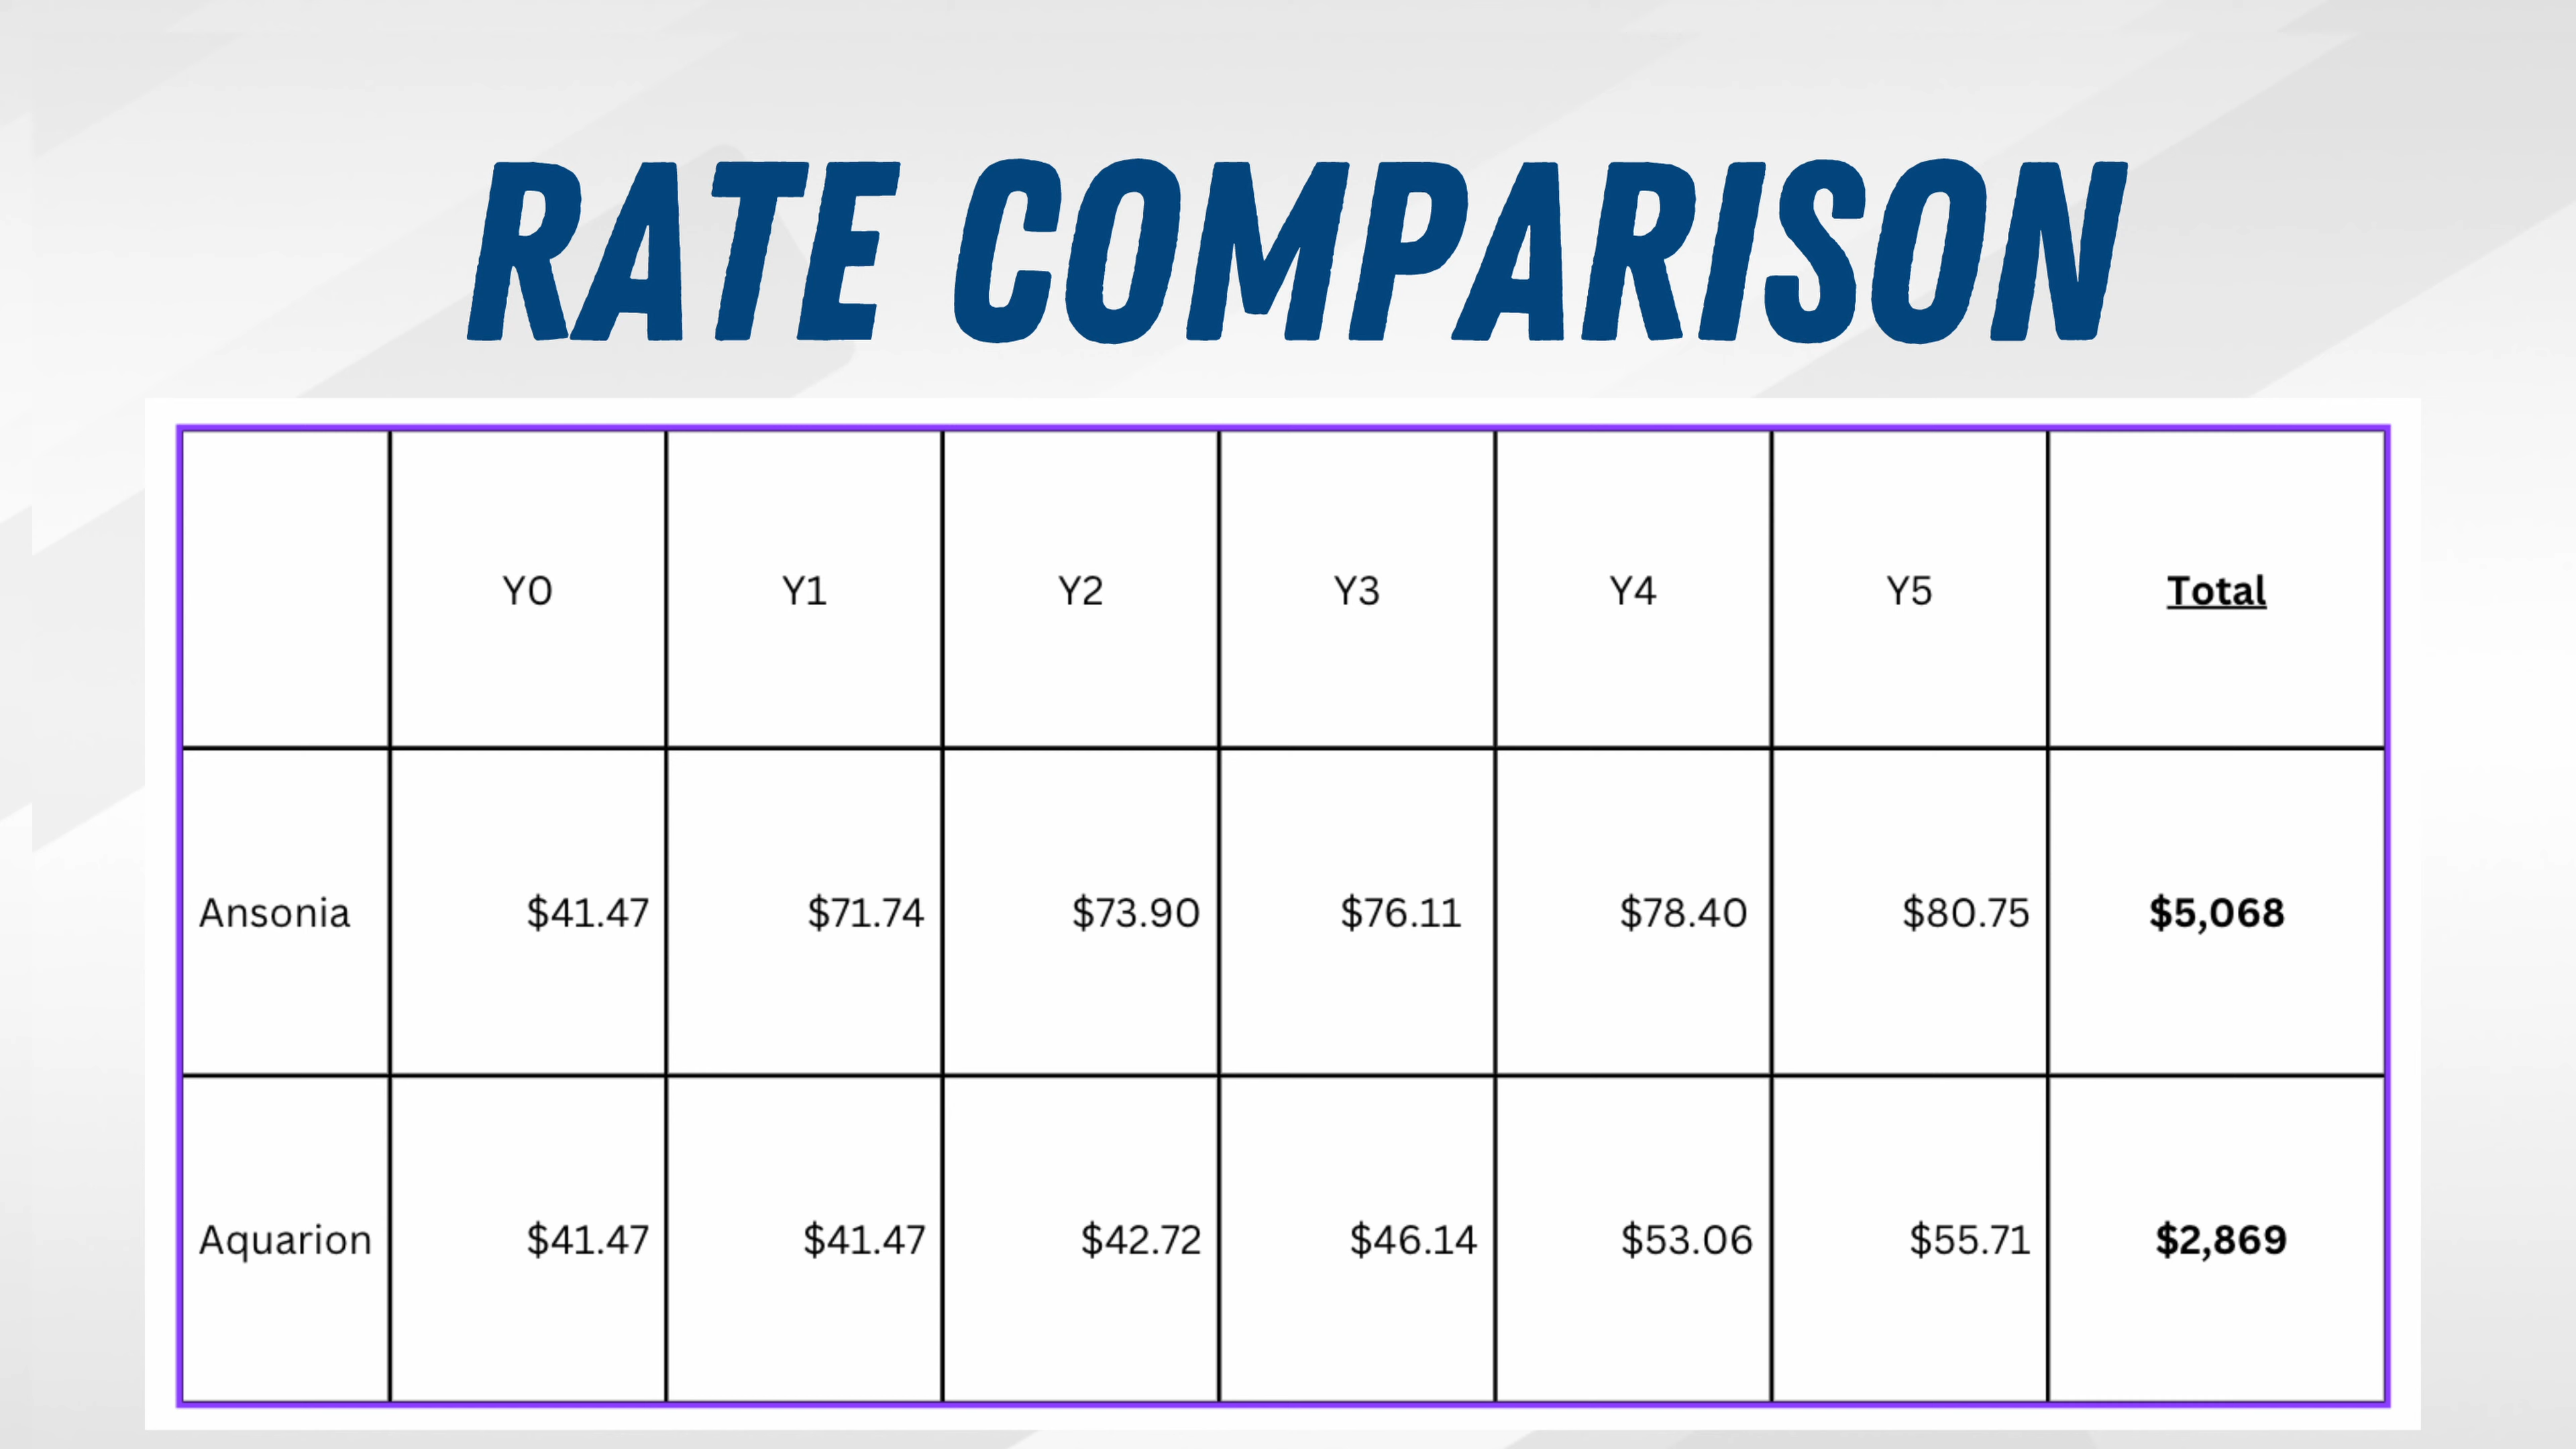 RATE COMPARISON
Y0 Y1 Y2 Y3 Y4 Y5 Total
Ansonia $41.47 $71.74 $73.90 $76.11 $78.40 $80.75 $5,068
Aquarion $41.47 $41.47 $42.72 $46.14 $53.06 $55.71 $2,869